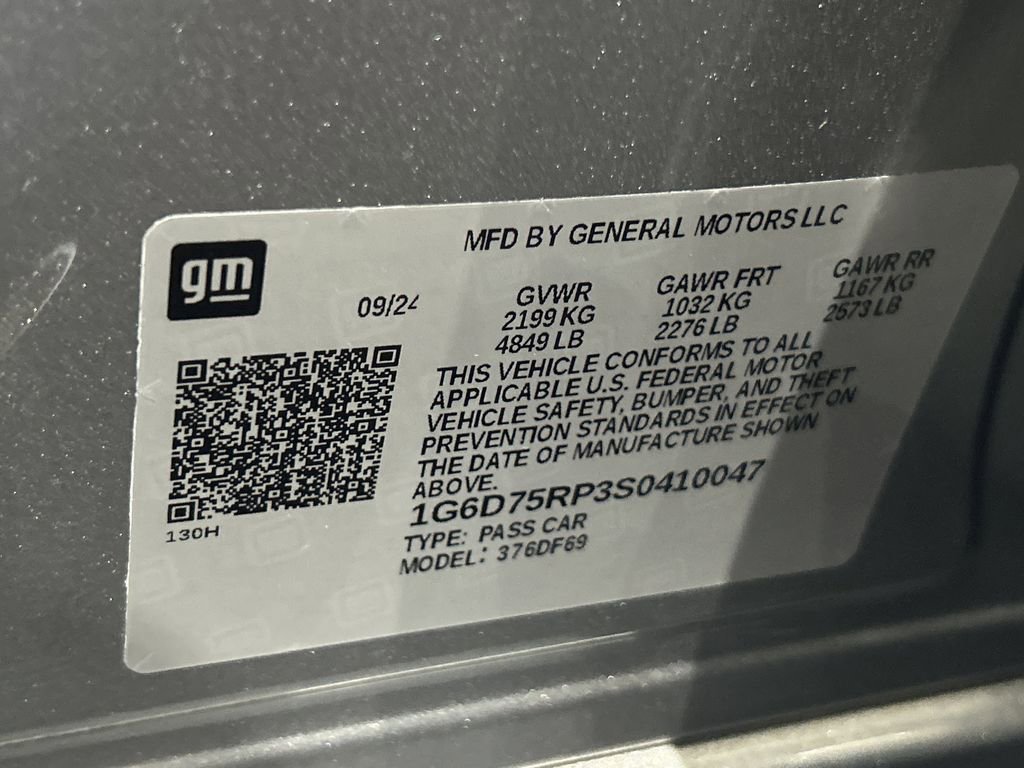 gm
MFD BY GENERAL MOTORS LLC
09/24
GVWR GAWR FRT GAWR RR
2199 KG 1032 KG 1167 KG
4849 LB 2276 LB 2573 LB
THIS VEHICLE CONFORMS TO ALL
APPLICABLE U.S. FEDERAL MOTOR
VEHICLE SAFETY, BUMPER, AND THEFT
PREVENTION STANDARDS IN EFFECT ON
THE DATE OF MANUFACTURE SHOWN
ABOVE.
1G6D75RP3S0410047
130H
TYPE: PASS CAR
MODEL: 376DF69